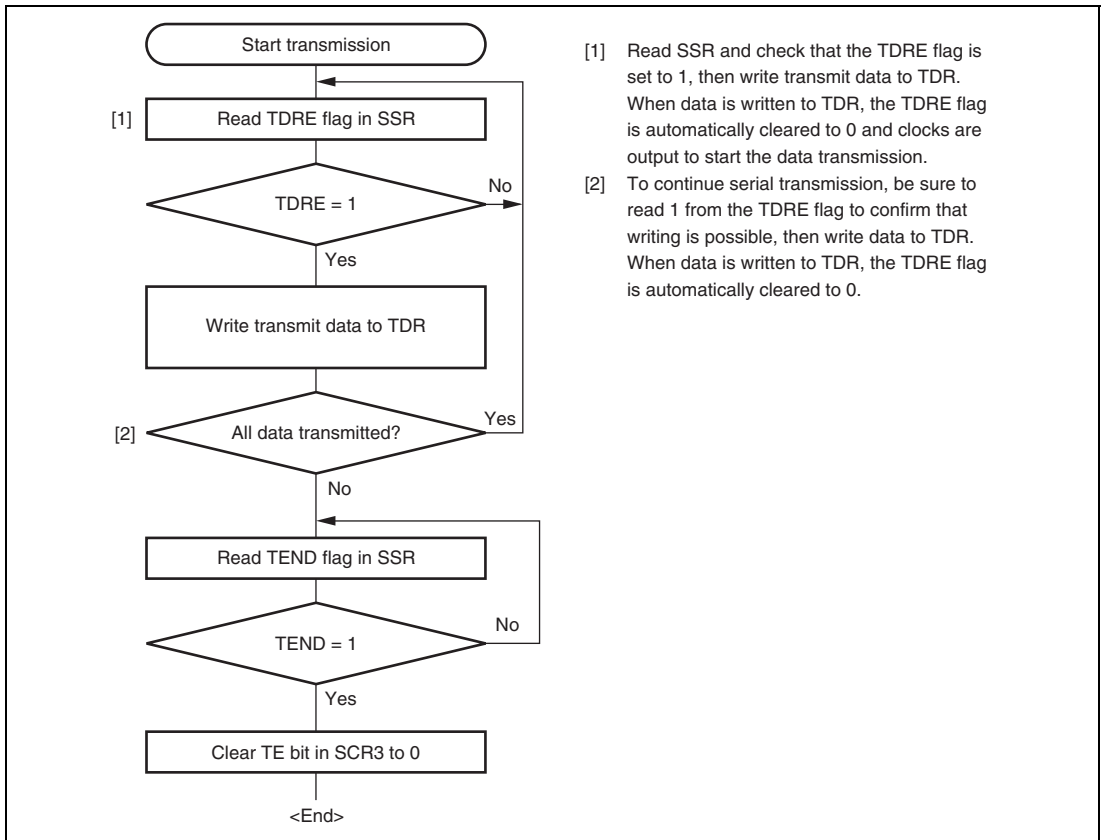 Start transmission
[1] Read TDRE flag in SSR
TDRE = 1
No
Yes
Write transmit data to TDR
[2] All data transmitted?
Yes
No
Read TEND flag in SSR
TEND = 1
No
Yes
Clear TE bit in SCR3 to 0
<End>
[1] Read SSR and check that the TDRE flag is
set to 1, then write transmit data to TDR.
When data is written to TDR, the TDRE flag
is automatically cleared to 0 and clocks are
output to start the data transmission.
[2] To continue serial transmission, be sure to
read 1 from the TDRE flag to confirm that
writing is possible, then write data to TDR.
When data is written to TDR, the TDRE flag
is automatically cleared to 0.